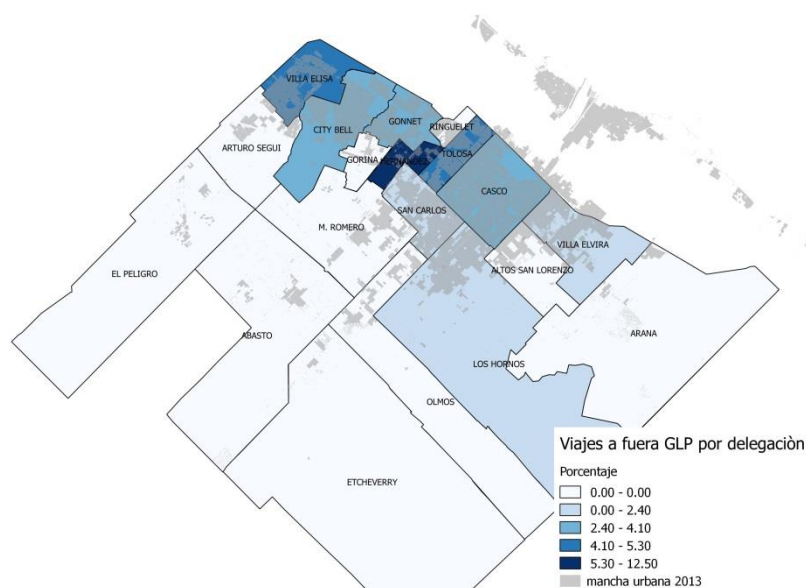 VILLA ELISA
CITY BELL
GONNET
RINGUELET
ARTURO SEGUI
GORINA
HERNANDEZ
TOLOSA
CASCO
SAN CARLOS
M. ROMERO
VILLA ELVIRA
ALTOS SAN LORENZO
EL PELIGRO
ABASTO
ARANA
LOS HORNOS
OLMOS
ETCHEVERRY
Viajes a fuera GLP por delegaciòn
Porcentaje
0.00 - 0.00
0.00 - 2.40
2.40 - 4.10
4.10 - 5.30
5.30 - 12.50
mancha urbana 2013